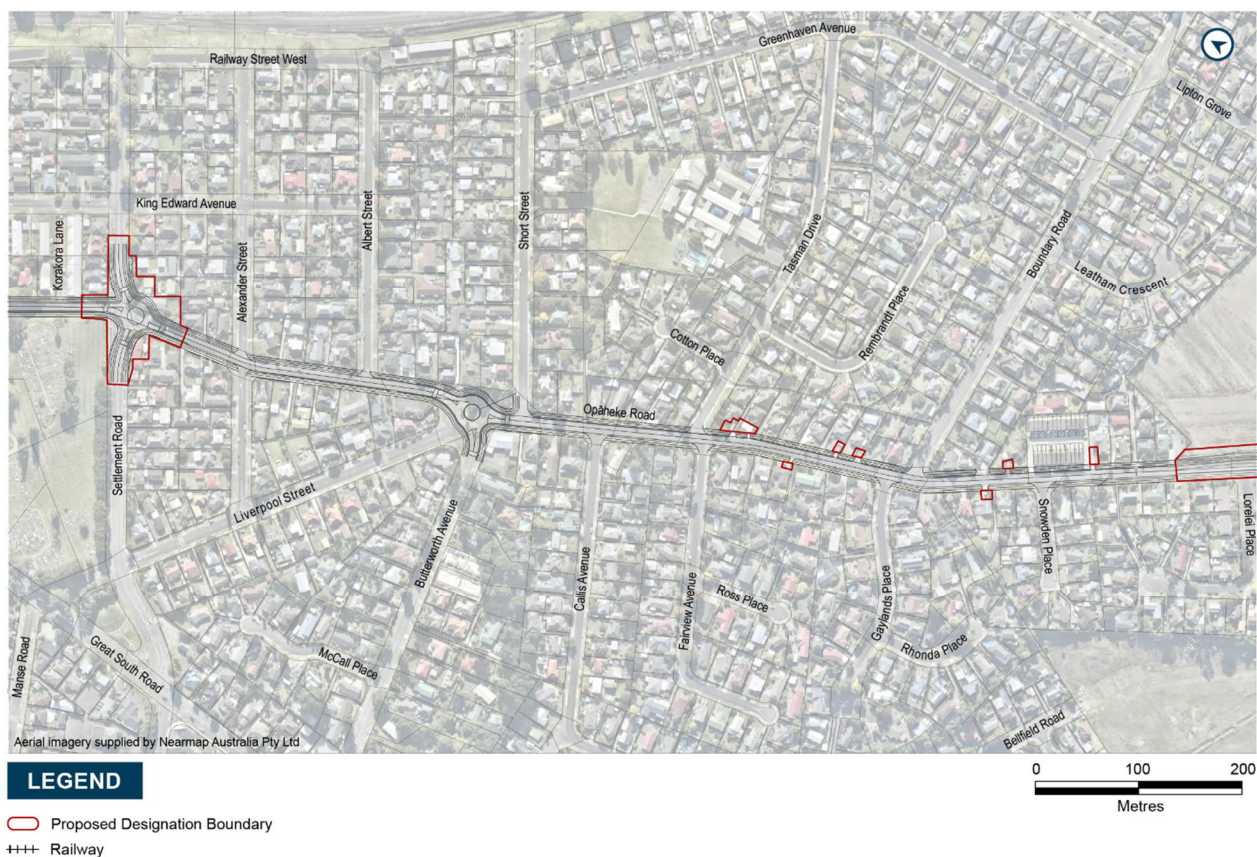 Greenhaven Avenue
Railway Street West
Lipton Grove
King Edward Avenue
Korakora Lane
Albert Street
Short Street
Tasman Drive
Boundary Road
Alexander Street
Leatham Crescent
Rembrandt Place
Cotton Place
Opāheke Road
Settlement Road
Liverpool Street
Butterworth Avenue
Callis Avenue
Fairview Avenue
Gaylands Place
Snowden Place
Lorelei Place
Ross Place
Rhonda Place
McCall Place
Great South Road
Manse Road
Bellfield Road
Aerial imagery supplied by Nearmap Australia Pty Ltd
LEGEND
Proposed Designation Boundary
Railway
0 100 200
Metres